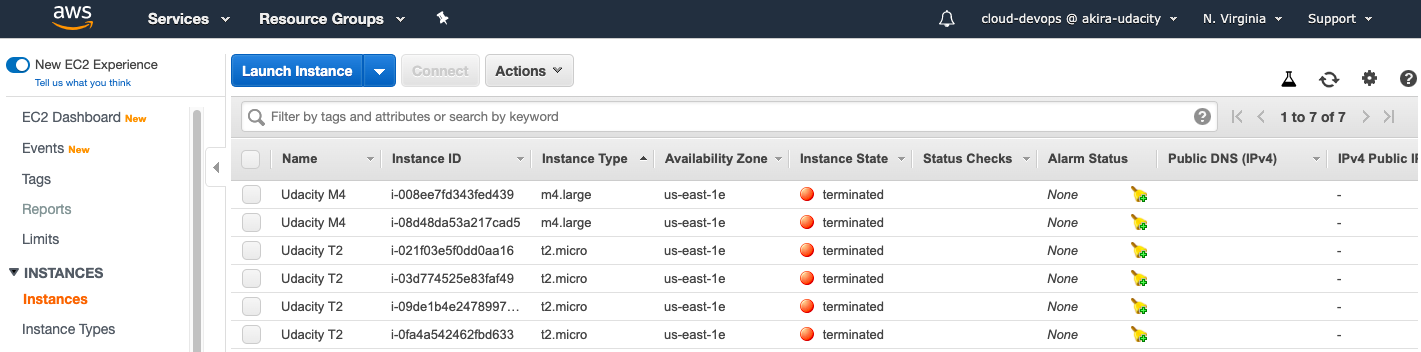 aws Services Resource Groups cloud-devops @ akira-udacity N. Virginia Support
New EC2 Experience
Tell us what you think
Launch Instance Connect Actions
EC2 Dashboard New
Events New
Tags
Reports
Limits
INSTANCES
Instances
Instance Types
Filter by tags and attributes or search by keyword ? 1 to 7 of 7
Name Instance ID Instance Type Availability Zone Instance State Status Checks Alarm Status Public DNS (IPv4) IPv4 Public IP
Udacity M4 i-008ee7fd343fed439 m4.large us-east-1e terminated None -
Udacity M4 i-08d48da53a217cad5 m4.large us-east-1e terminated None -
Udacity T2 i-021f03e5f0dd0aa16 t2.micro us-east-1e terminated None -
Udacity T2 i-03d774525e83faf49 t2.micro us-east-1e terminated None -
Udacity T2 i-09de1b4e2478997... t2.micro us-east-1e terminated None -
Udacity T2 i-0fa4a542462fbd633 t2.micro us-east-1e terminated None -